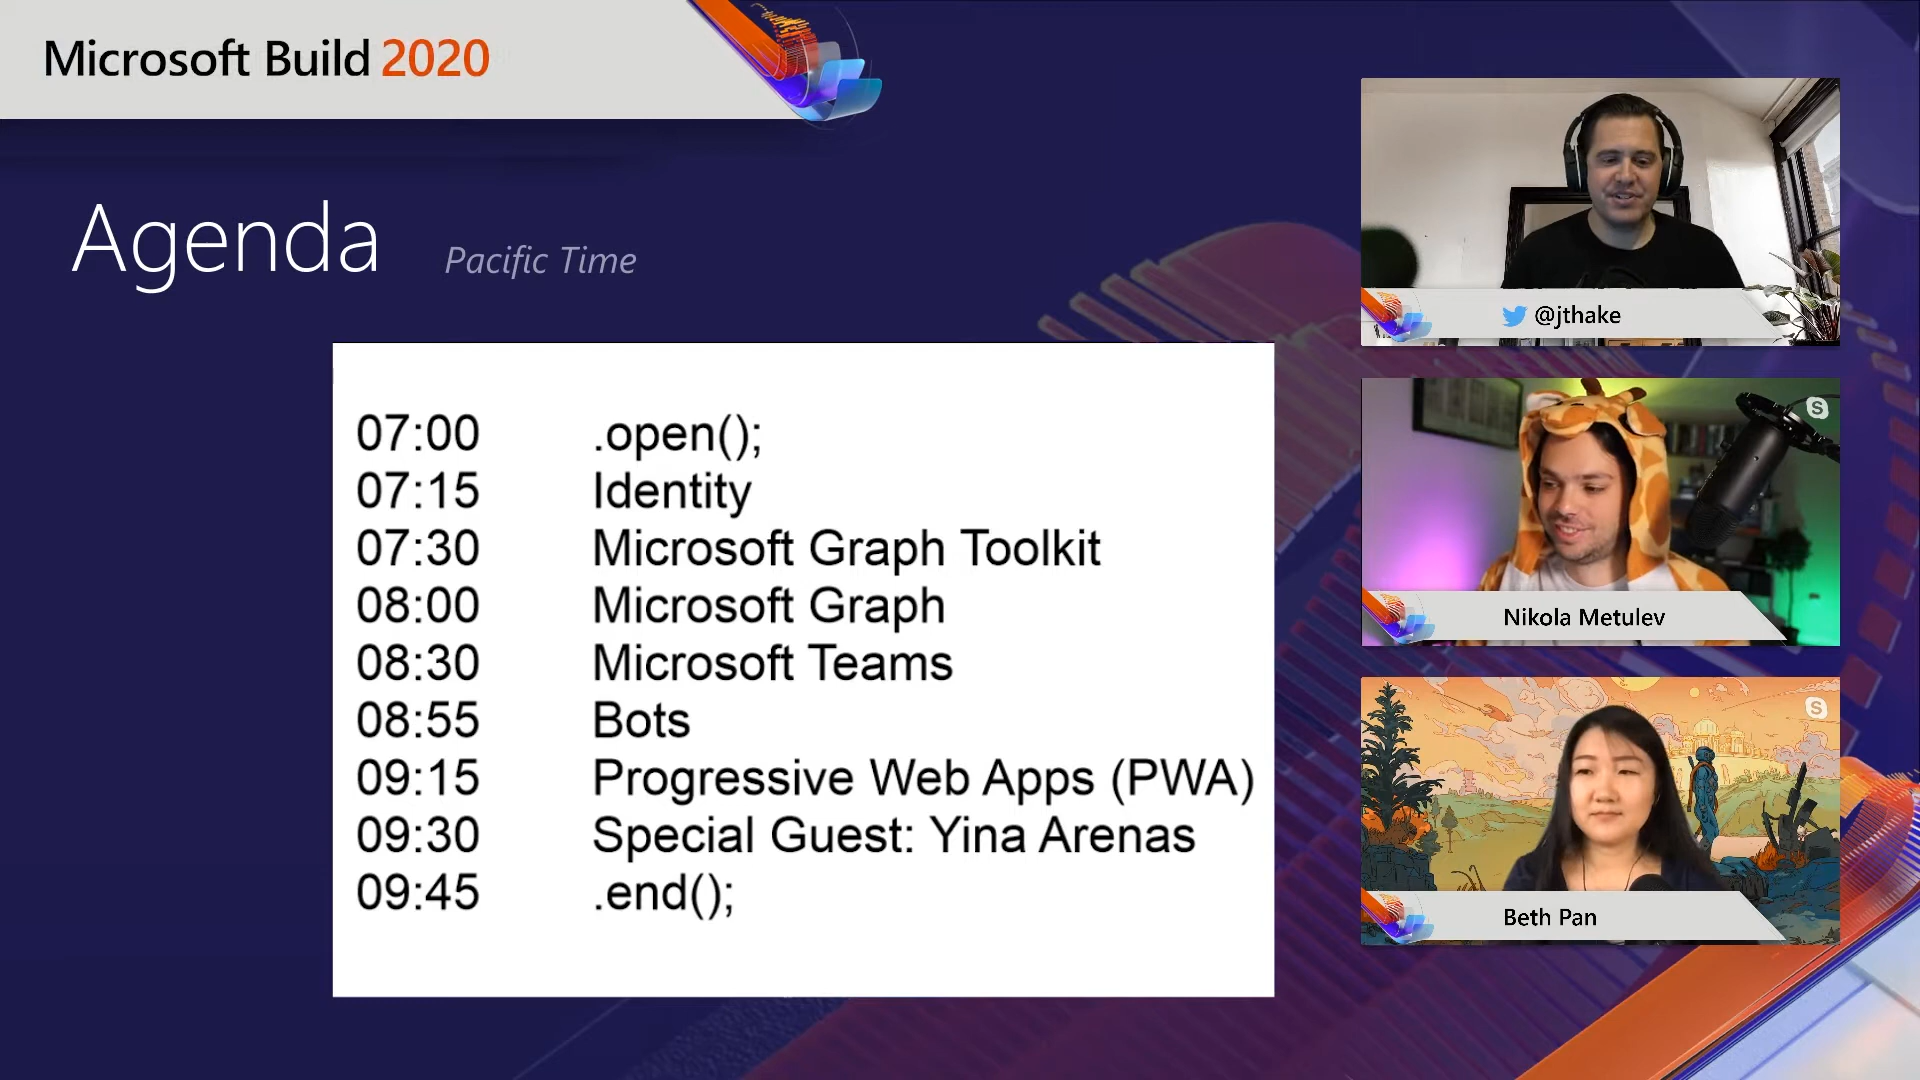 Microsoft Build 2020
Agenda Pacific Time
07:00 .open();
07:15 Identity
07:30 Microsoft Graph Toolkit
08:00 Microsoft Graph
08:30 Microsoft Teams
08:55 Bots
09:15 Progressive Web Apps (PWA)
09:30 Special Guest: Yina Arenas
09:45 .end();
@jthake
S
Nikola Metulev
S
Beth Pan